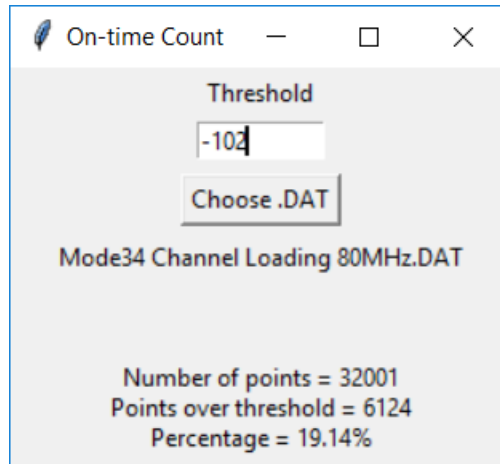 On-time Count
Threshold
-102
Choose .DAT
Mode34 Channel Loading 80MHz.DAT
Number of points = 32001
Points over threshold = 6124
Percentage = 19.14%